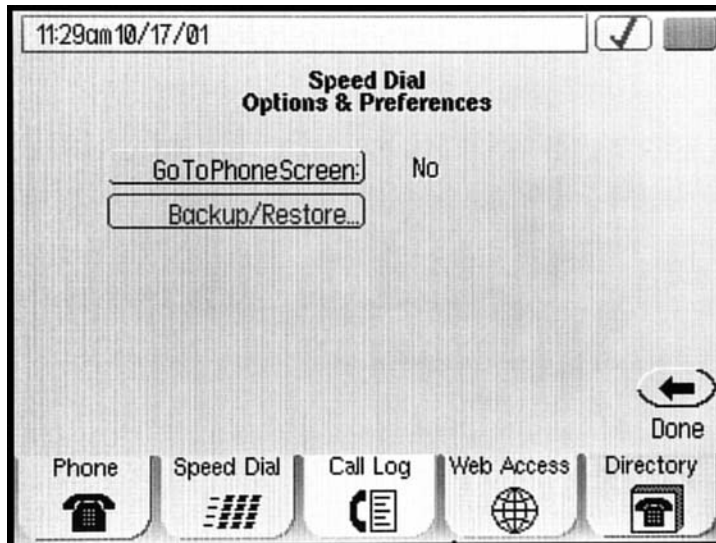 11:29am 10/17/01
Speed Dial
Options & Preferences
GoToPhoneScreen: No
Backup/Restore...
Done
Phone Speed Dial Call Log Web Access Directory